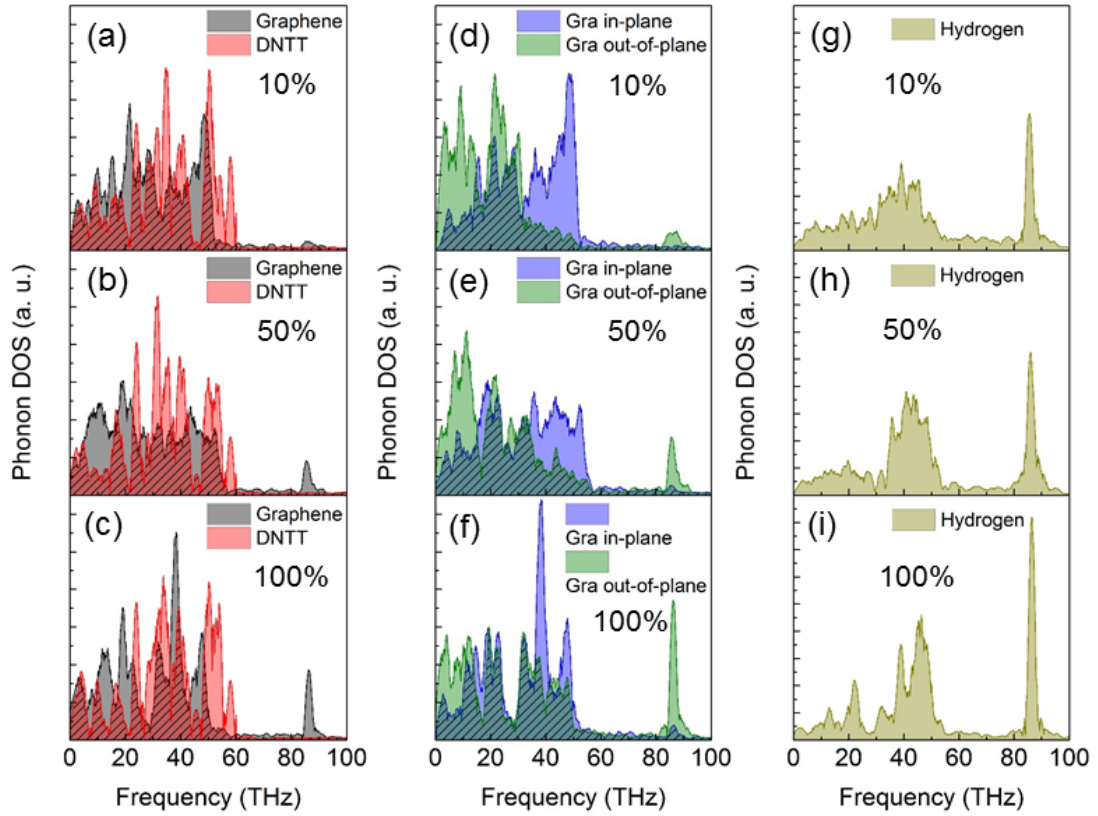 (a)
Graphene
DNTT
10%
(b)
Graphene
DNTT
50%
(c)
Graphene
DNTT
100%
Phonon DOS (a. u.)
0 20 40 60 80 100
Frequency (THz)
(d)
Gra in-plane
Gra out-of-plane
10%
(e)
Gra in-plane
Gra out-of-plane
50%
(f)
Gra in-plane
Gra out-of-plane
100%
Phonon DOS (a. u.)
0 20 40 60 80 100
Frequency (THz)
(g)
Hydrogen
10%
(h)
Hydrogen
50%
(i)
Hydrogen
100%
Phonon DOS (a. u.)
0 20 40 60 80 100
Frequency (THz)